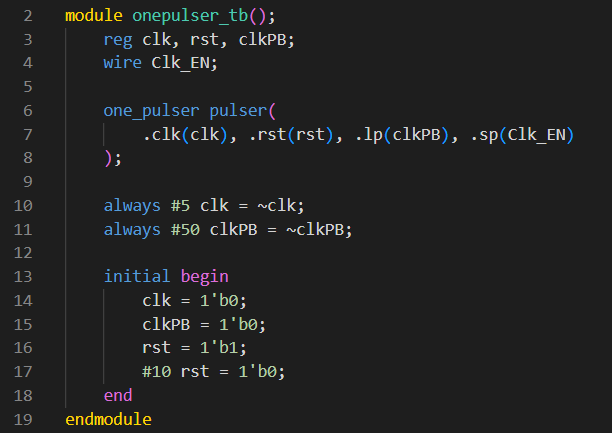 2 module onepulser_tb();
3 reg clk, rst, clkPB;
4 wire Clk_EN;
5
6 one_pulser pulser(
7 .clk(clk), .rst(rst), .lp(clkPB), .sp(Clk_EN)
8 );
9
10 always #5 clk = ~clk;
11 always #50 clkPB = ~clkPB;
12
13 initial begin
14 clk = 1'b0;
15 clkPB = 1'b0;
16 rst = 1'b1;
17 #10 rst = 1'b0;
18 end
19 endmodule